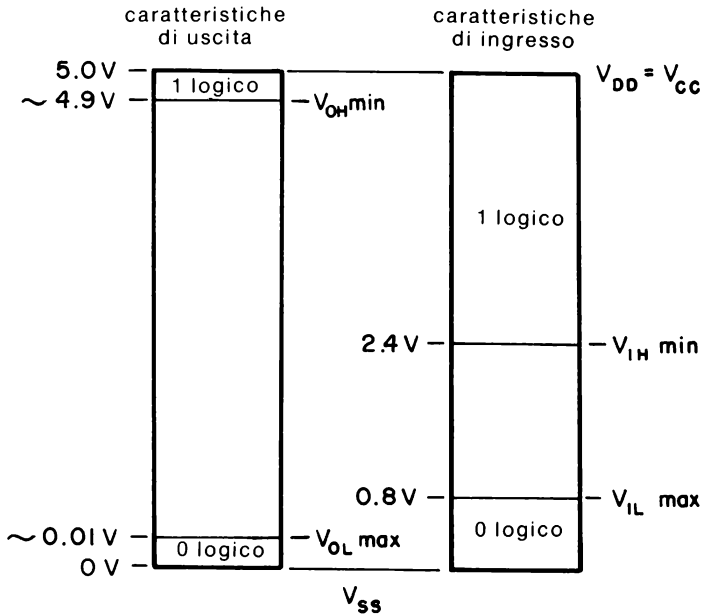 caratteristiche
di uscita
caratteristiche
di ingresso
5.0 V
1 logico
V_DD = V_CC
~ 4.9 V
V_OH min
1 logico
2.4 V
V_IH min
0.8 V
V_IL max
~ 0.01 V
0 logico
V_OL max
0 logico
0 V
V_SS